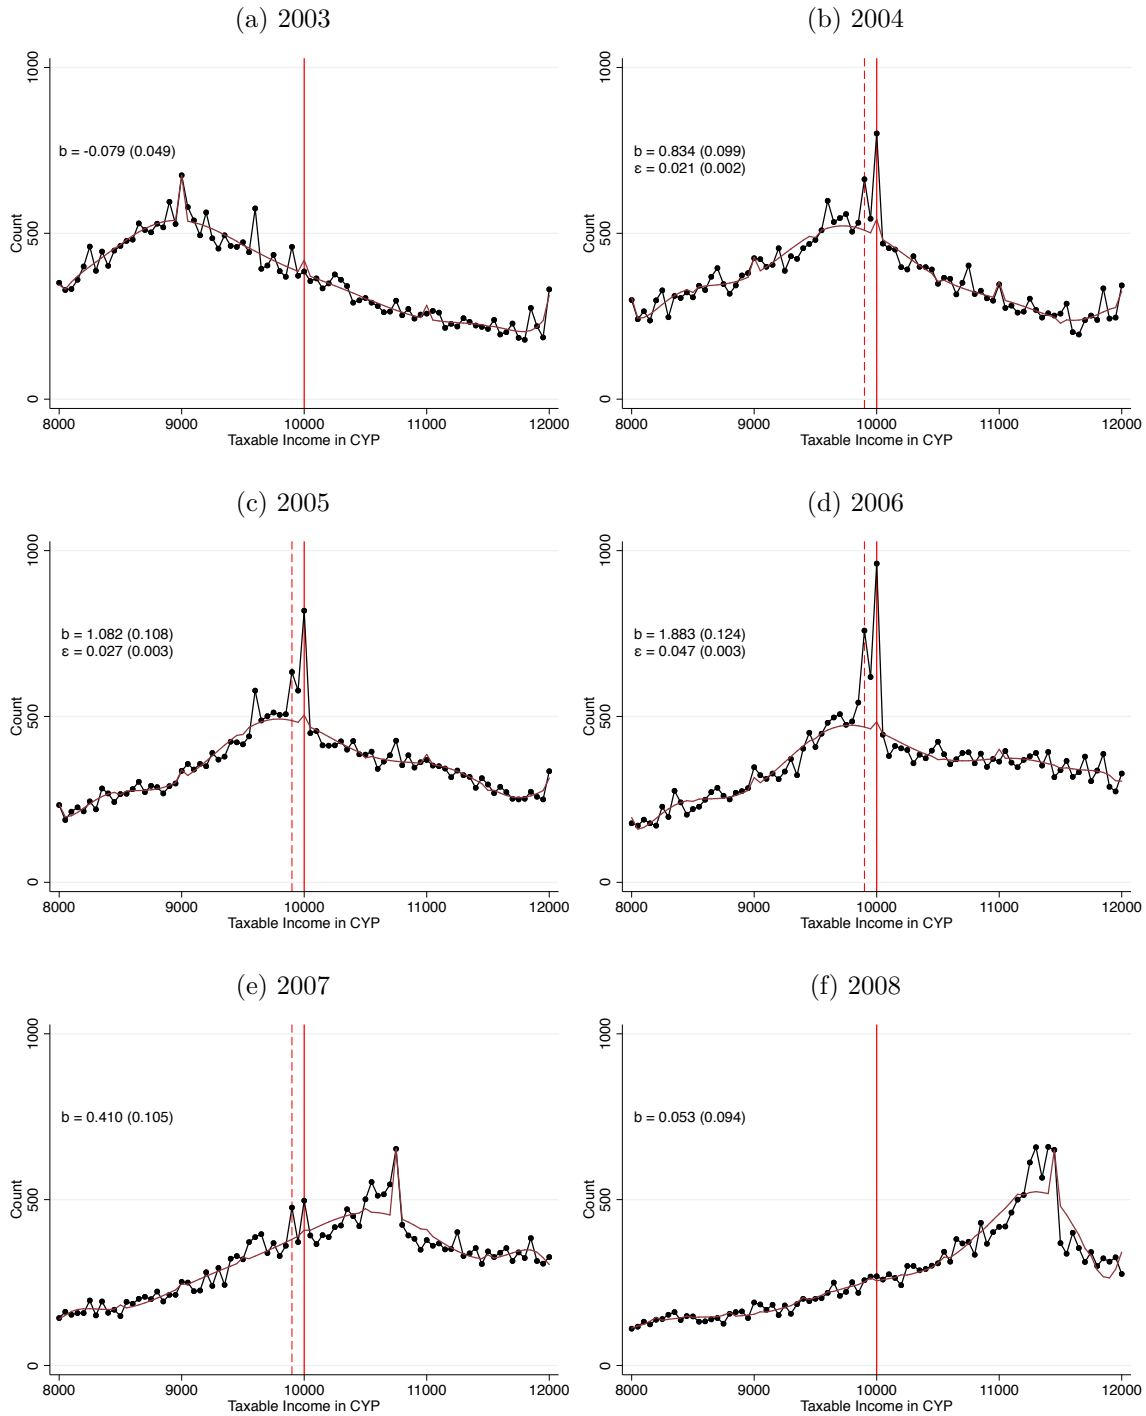 (a) 2003
1000
500
0
Count
b = -0.079 (0.049)
8000 9000 10000 11000 12000
Taxable Income in CYP
(b) 2004
1000
500
0
Count
b = 0.834 (0.099)
ε = 0.021 (0.002)
8000 9000 10000 11000 12000
Taxable Income in CYP
(c) 2005
1000
500
0
Count
b = 1.082 (0.108)
ε = 0.027 (0.003)
8000 9000 10000 11000 12000
Taxable Income in CYP
(d) 2006
1000
500
0
Count
b = 1.883 (0.124)
ε = 0.047 (0.003)
8000 9000 10000 11000 12000
Taxable Income in CYP
(e) 2007
1000
500
0
Count
b = 0.410 (0.105)
8000 9000 10000 11000 12000
Taxable Income in CYP
(f) 2008
1000
500
0
Count
b = 0.053 (0.094)
8000 9000 10000 11000 12000
Taxable Income in CYP